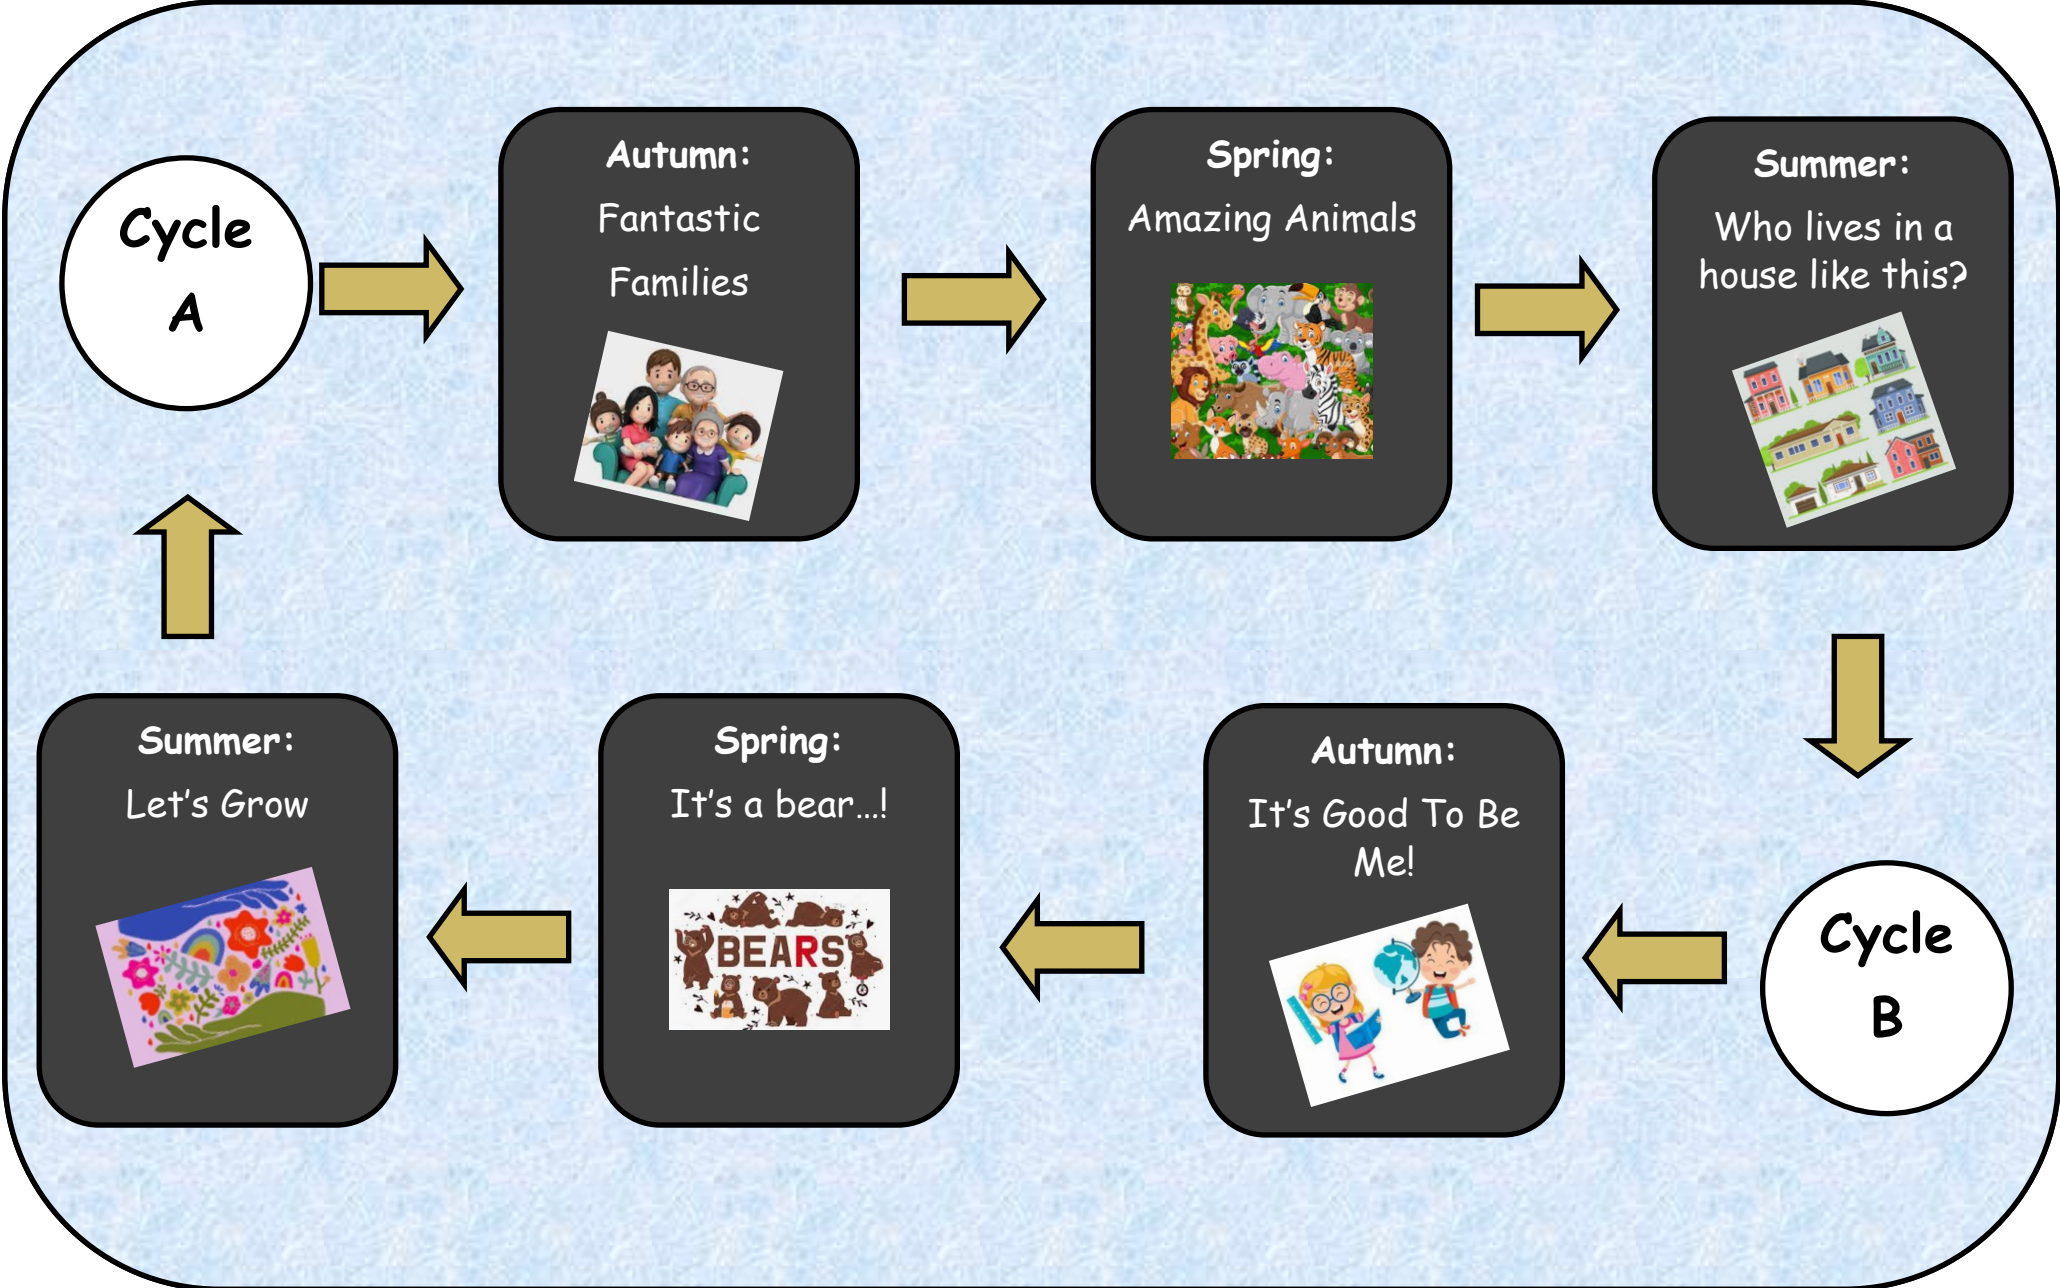 Cycle
A
Autumn:
Fantastic
Families
Spring:
Amazing Animals
Summer:
Who lives in a
house like this?
Cycle
B
Autumn:
It's Good To Be
Me!
Spring:
It's a bear...!
BEARS
Summer:
Let's Grow